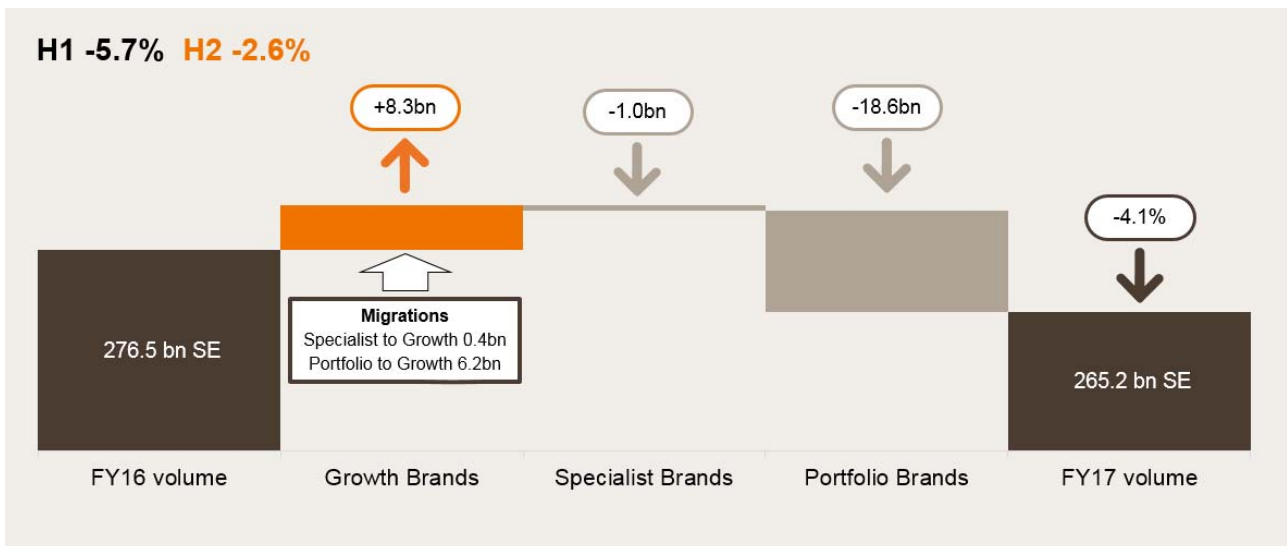 H1 -5.7% H2 -2.6%
+8.3bn
-1.0bn
-18.6bn
-4.1%
Migrations
Specialist to Growth 0.4bn
Portfolio to Growth 6.2bn
276.5 bn SE
265.2 bn SE
FY16 volume
Growth Brands
Specialist Brands
Portfolio Brands
FY17 volume